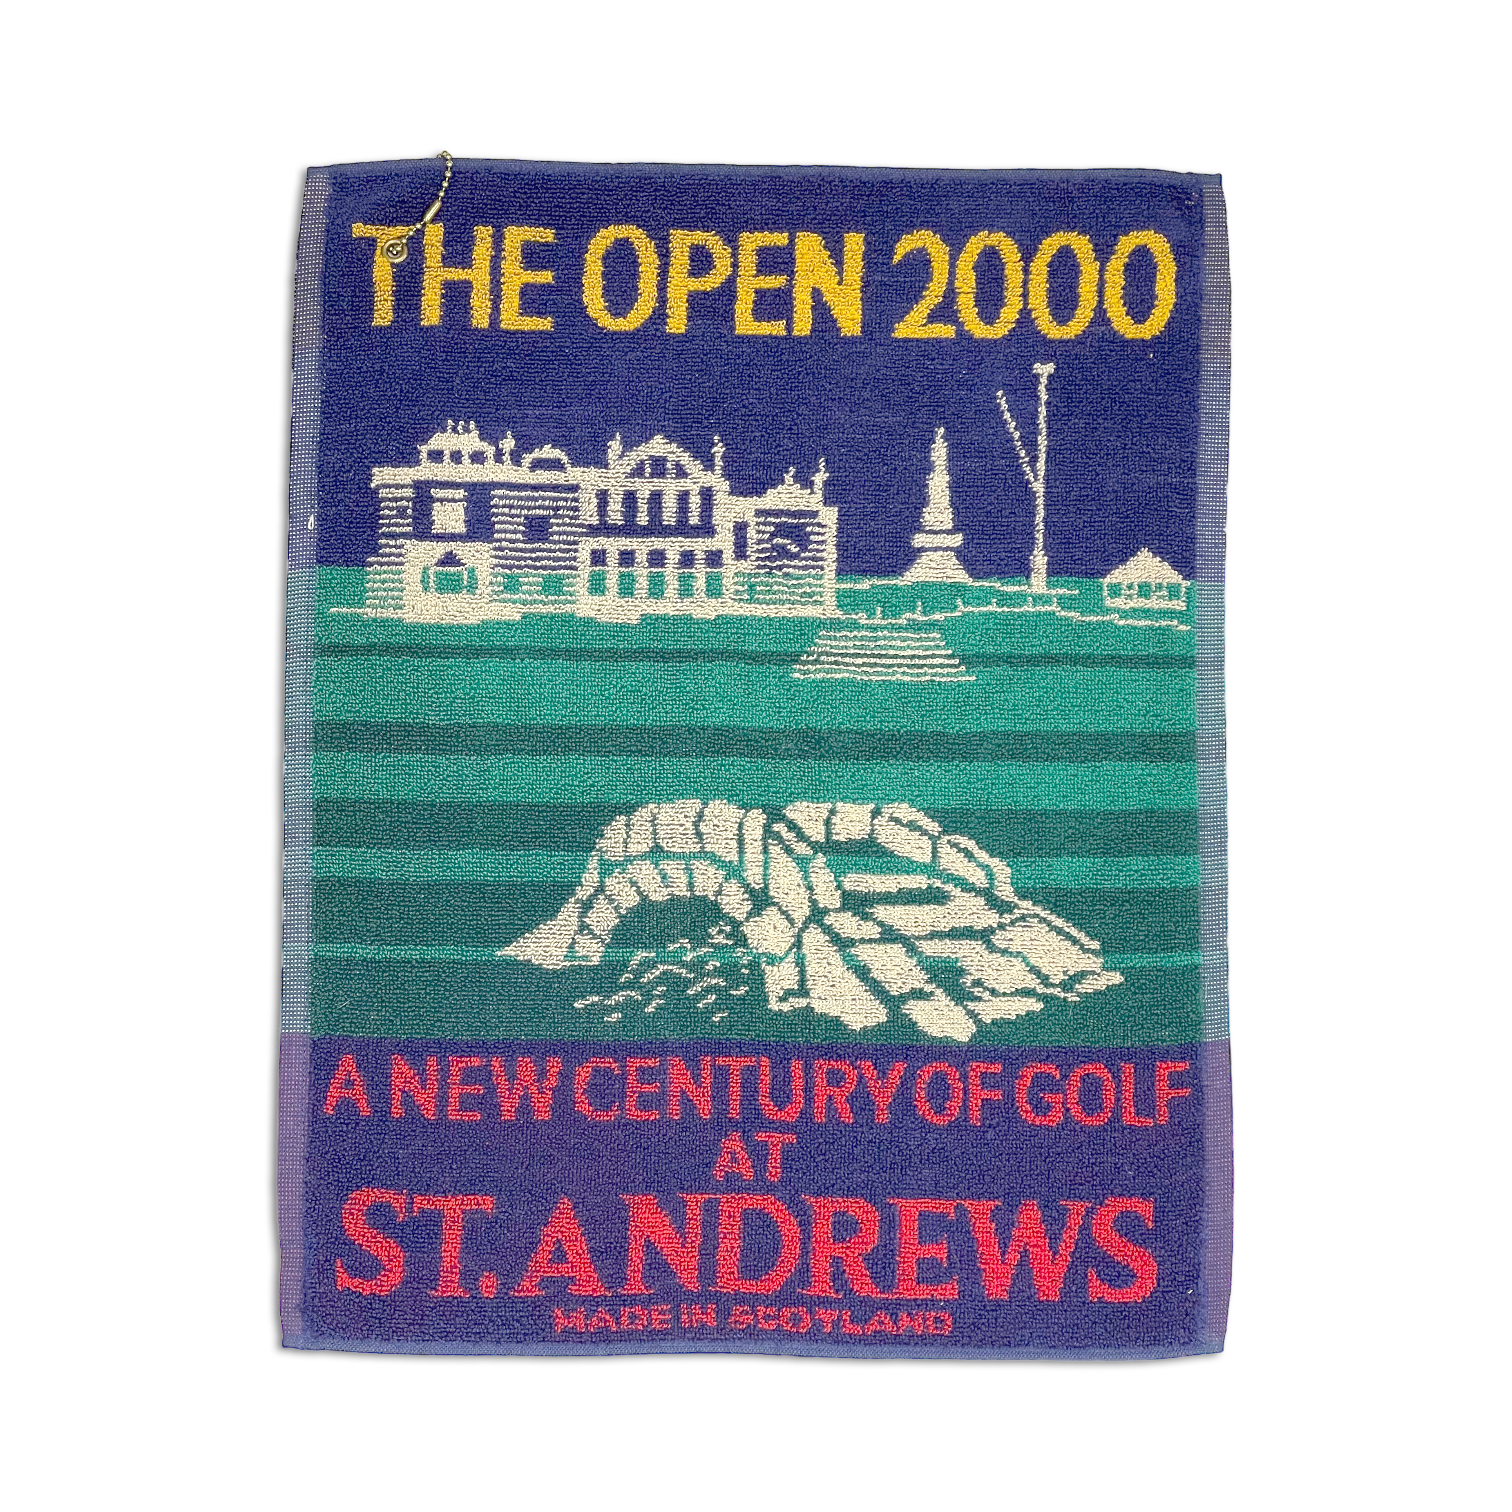 THE OPEN 2000
A NEW CENTURY OF GOLF
AT
ST. ANDREWS
MADE IN SCOTLAND